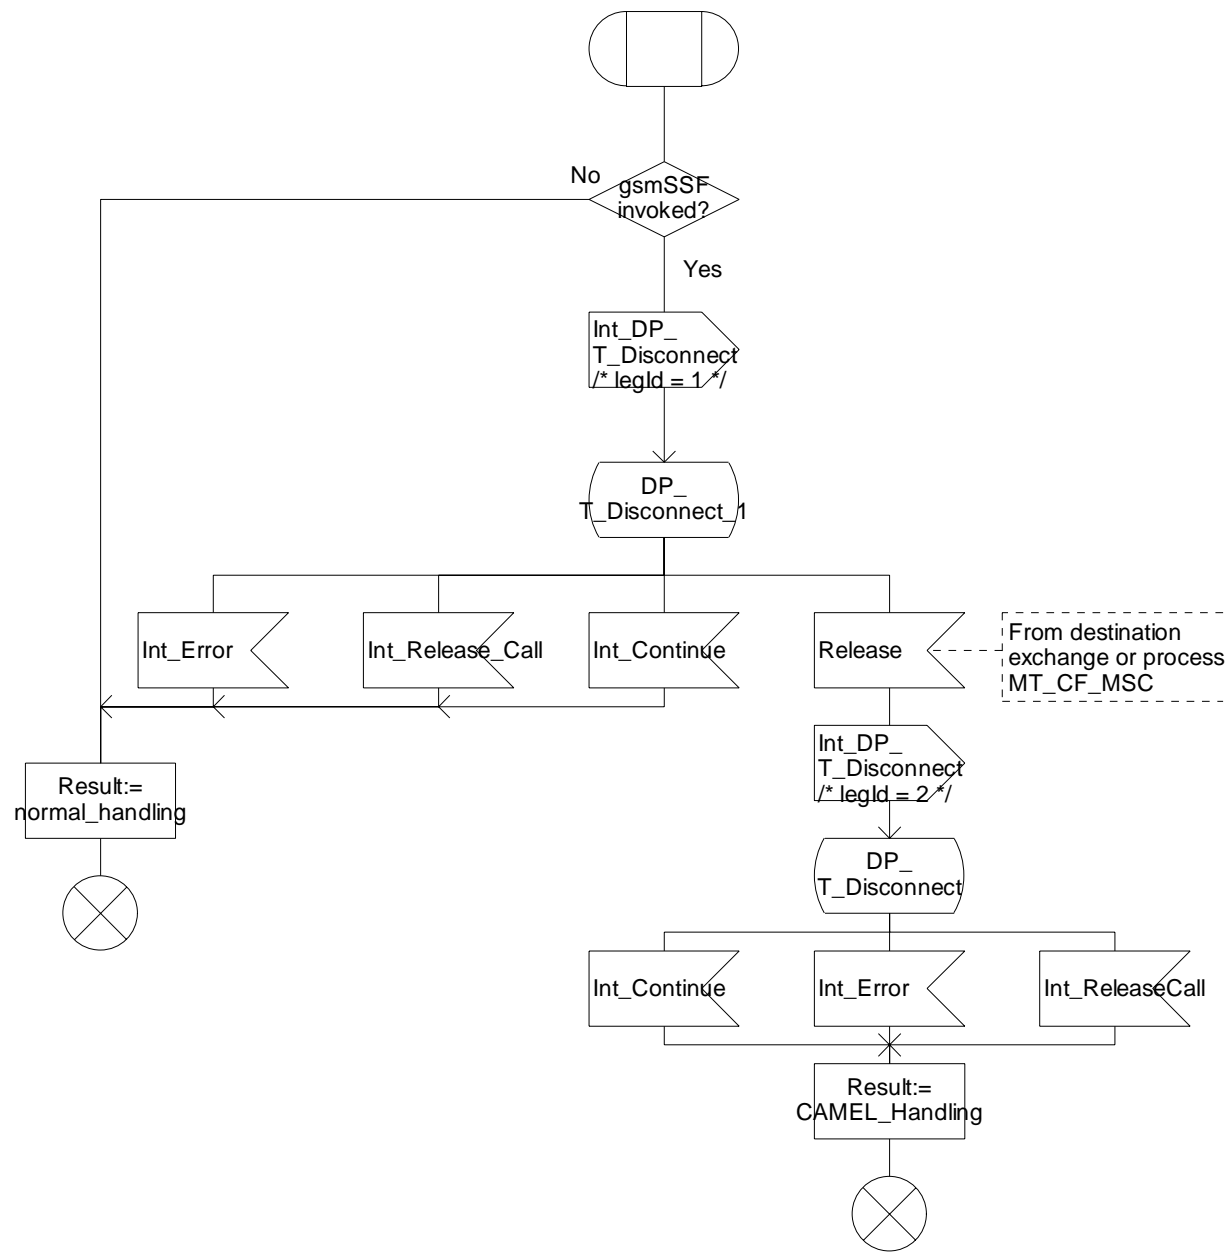 No
gsmSSF
invoked?
Yes
Int_DP_
T_Disconnect
/* legId = 1 */
DP_
T_Disconnect_1
Int_Error
Int_Release_Call
Int_Continue
Release
From destination
exchange or process
MT_CF_MSC
Int_DP_
T_Disconnect
/* legId = 2 */
Result:=
normal_handling
DP_
T_Disconnect
Int_Continue
Int_Error
Int_ReleaseCall
Result:=
CAMEL_Handling